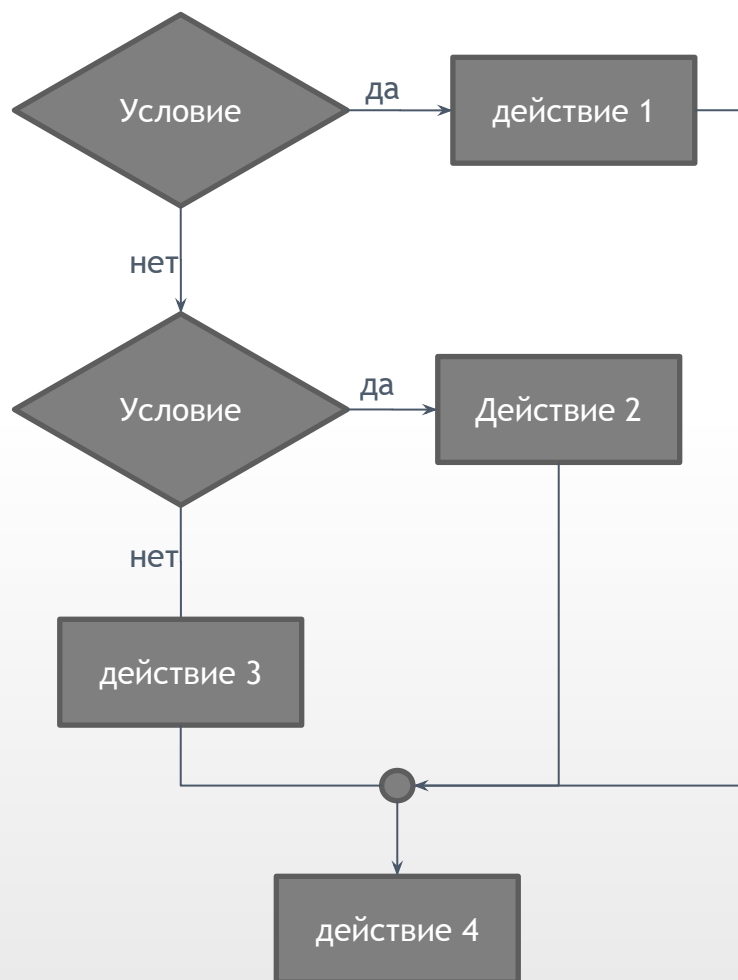 Условие
да
действие 1
нет
Условие
да
Действие 2
нет
действие 3
действие 4